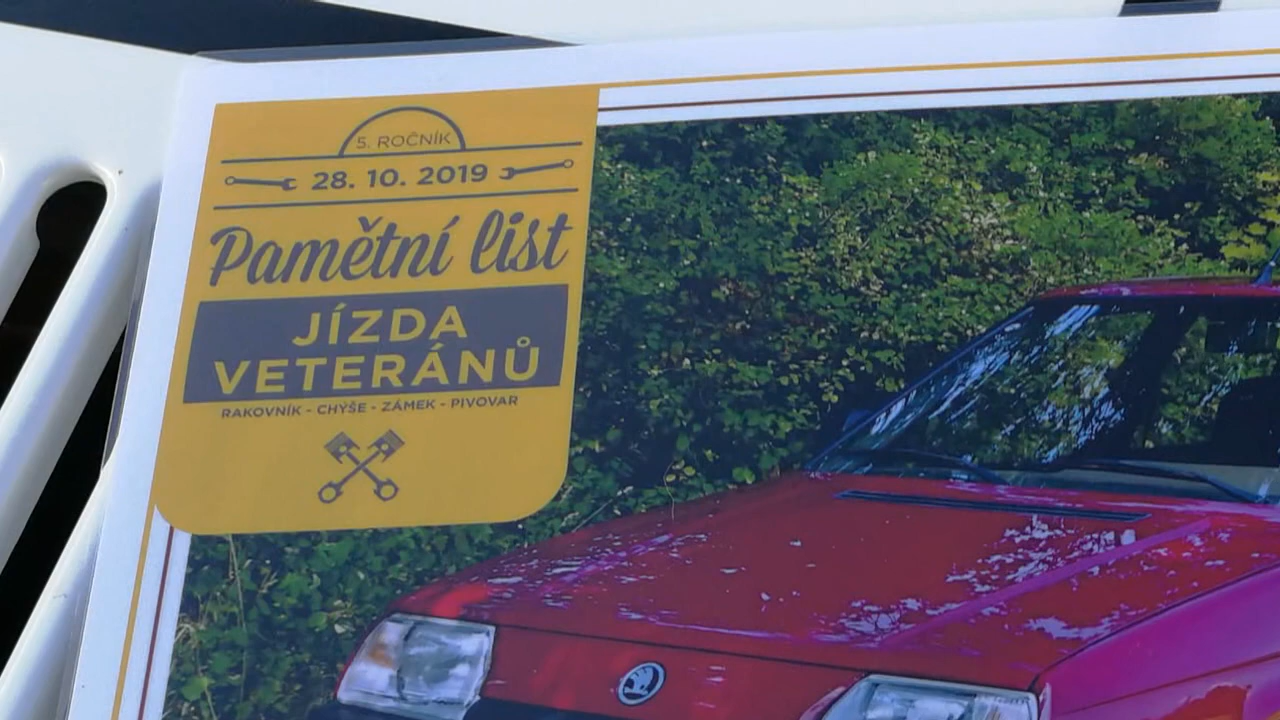 5. ROČNÍK
28. 10. 2019
Pamětní list
JÍZDA
VETERÁNŮ
RAKOVNÍK - CHYŠE - ZÁMEK - PIVOVAR